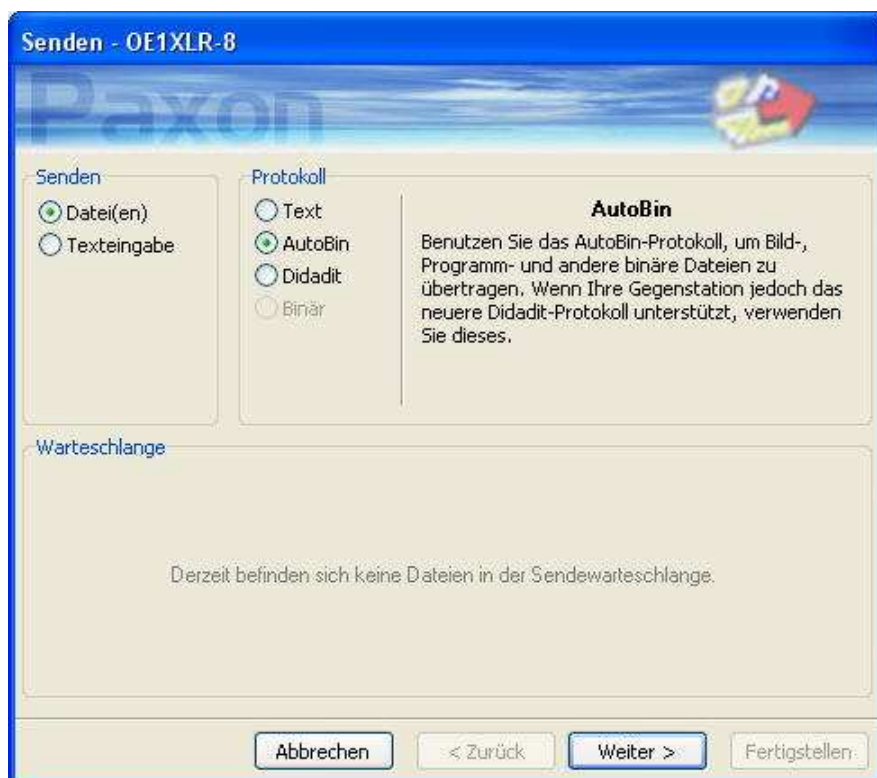 Senden - OE1XLR-8
Paxon
Senden
Datei(en)
Texteingabe
Protokoll
Text
AutoBin
Didadit
Binär
AutoBin
Benutzen Sie das AutoBin-Protokoll, um Bild-,
Programm- und andere binäre Dateien zu
übertragen. Wenn Ihre Gegenstation jedoch das
neuere Didadit-Protokoll unterstützt, verwenden
Sie dieses.
Warteschlange
Derzeit befinden sich keine Dateien in der Sendewarteschlange.
Abbrechen
< Zurück
Weiter >
Fertigstellen